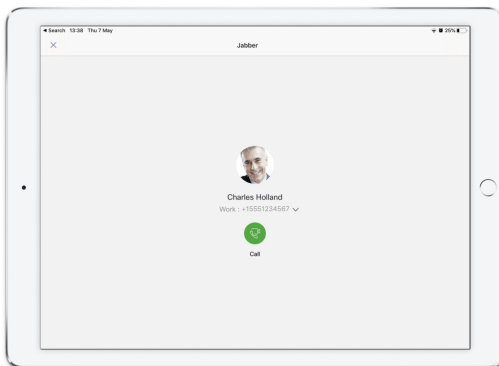 ◀ Search 13:38 Thu 7 May 25%
Jabber
Charles Holland
Work : +15551234567
Call